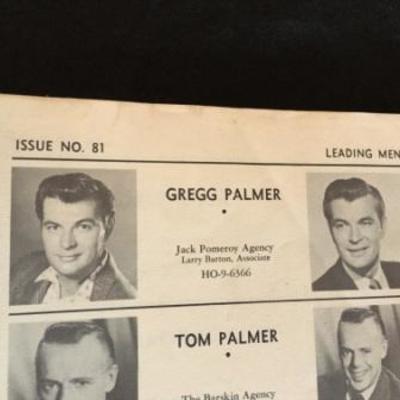 ISSUE NO. 81
LEADING MEN
GREGG PALMER
•
Jack Pomeroy Agency
Larry Burton, Associate
HO-9-6366
TOM PALMER
•
The Barskin Agency